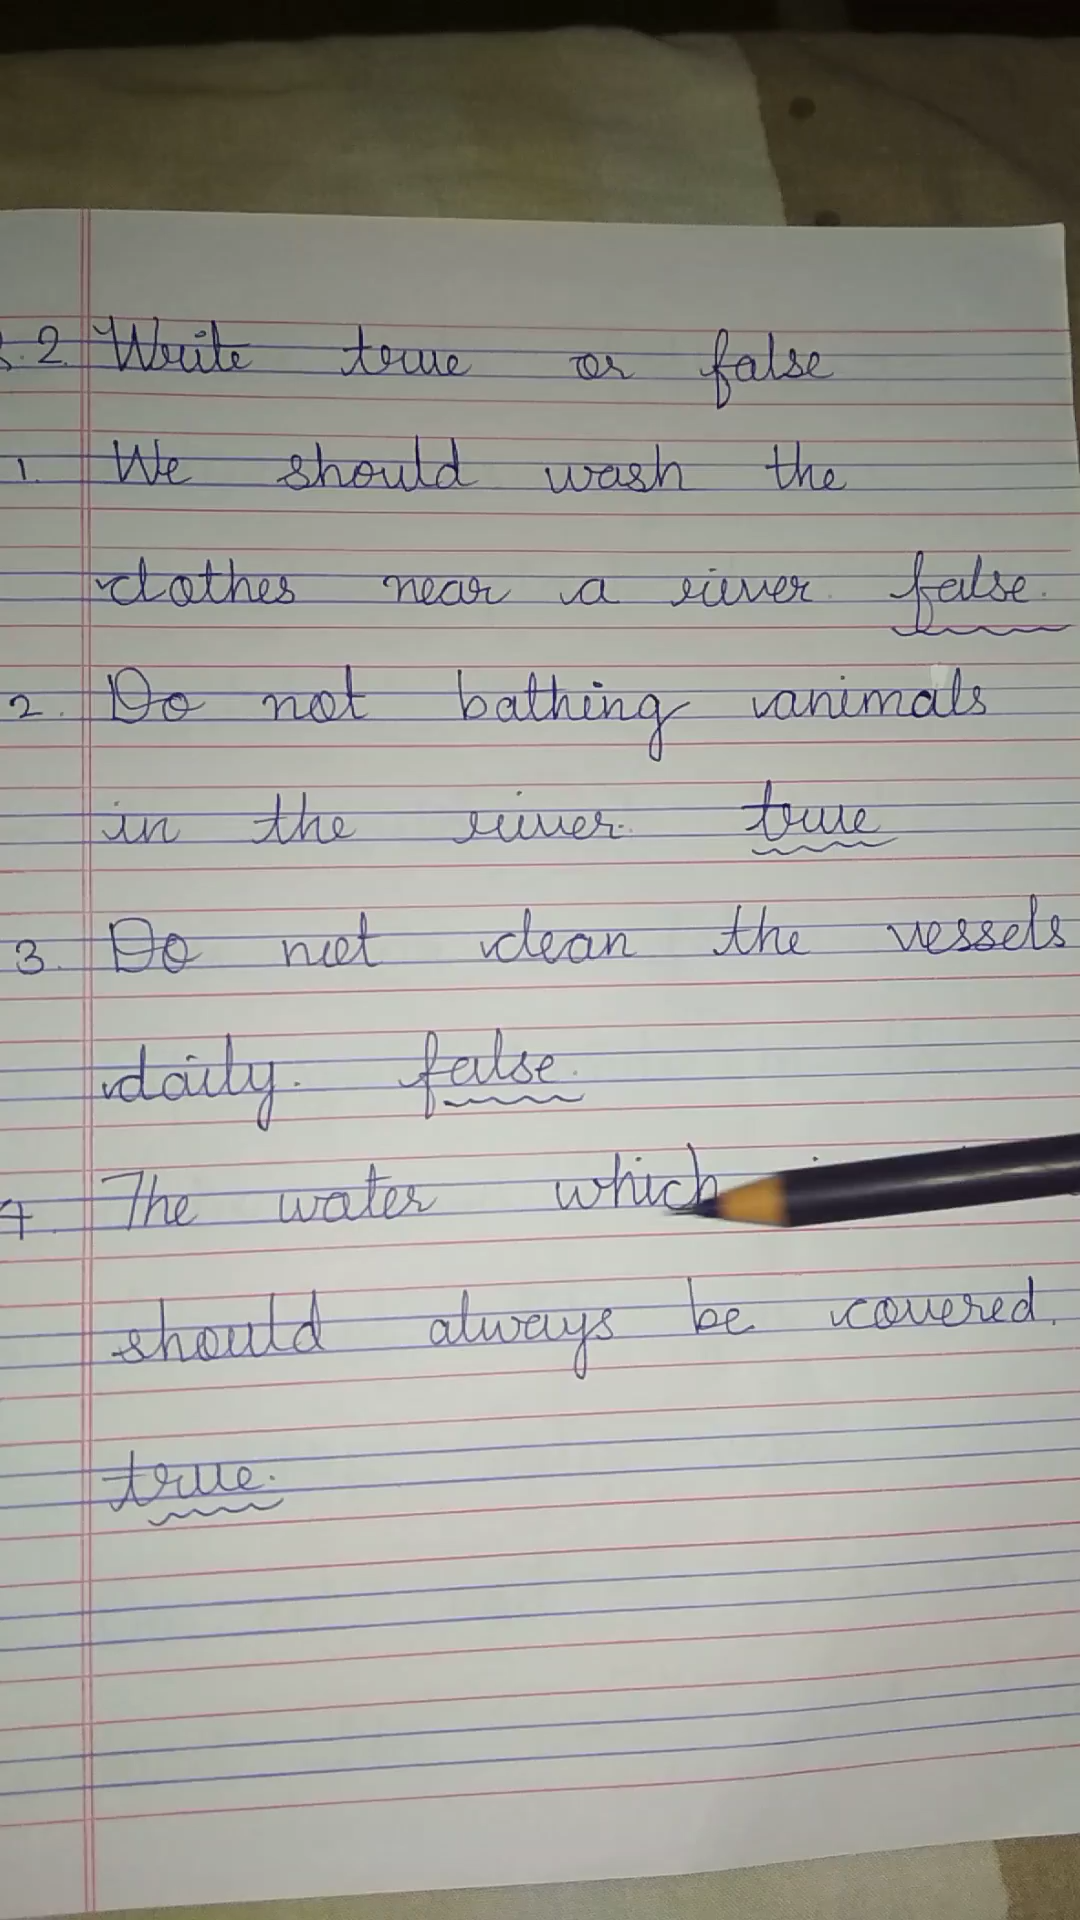 2. Write true or false
1. We should wash the
clothes near a river. false.
2. Do not bathing animals
in the river. true
3. Do not clean the vessels
daily. false.
4. The water which
should always be covered.
true.